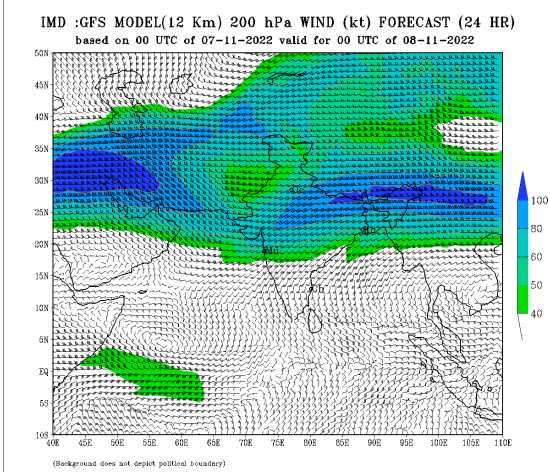 IMD :GFS MODEL(12 Km) 200 hPa WIND (kt) FORECAST (24 HR)
based on 00 UTC of 07-11-2022 valid for 00 UTC of 08-11-2022
50N
45N
40N
35N
30N
25N
20N
15N
10N
5N
EQ
5S
10S
40E 45E 50E 55E 60E 65E 70E 75E 80E 85E 90E 95E 100E 105E 110E
100
80
60
50
40
Mu
Ch
(Background does not depict political boundary)